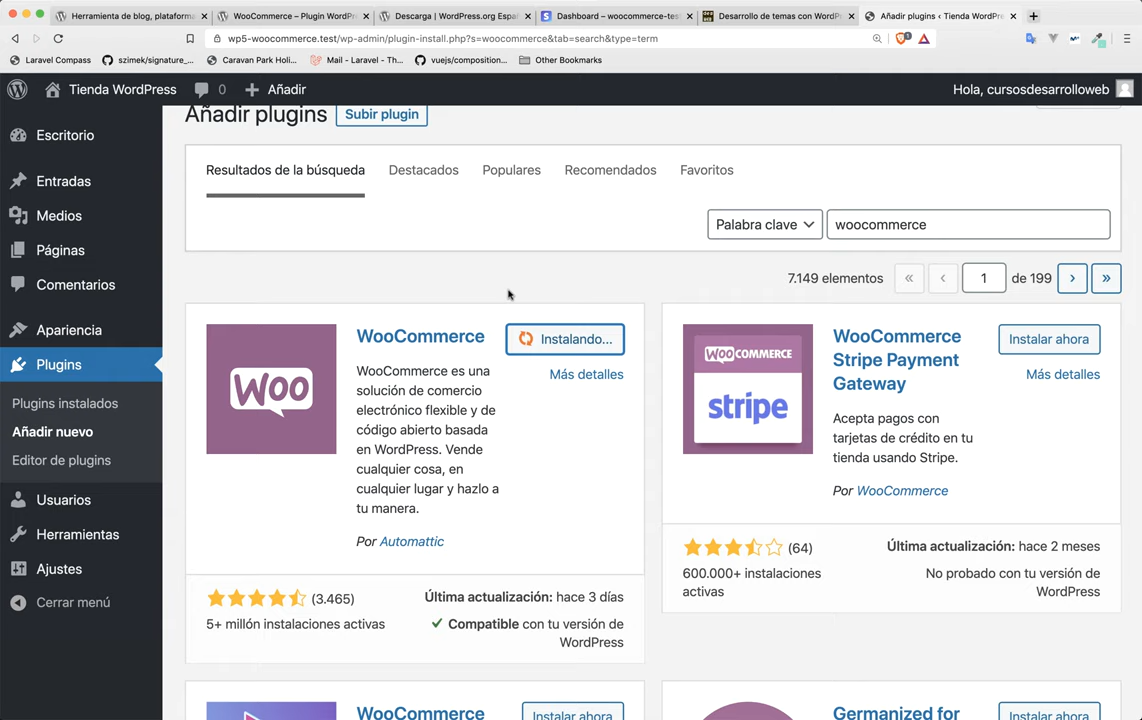 Herramienta de blog, plataforma
WooCommerce – Plugin WordPr
Descarga | WordPress.org Espa
Dashboard – woocommerce-tes
Desarrollo de temas con WordP
Añadir plugins ‹ Tienda WordPre
wp5-woocommerce.test/wp-admin/plugin-install.php?s=woocommerce&tab=search&type=term
Laravel Compass
szimek/signature_...
Caravan Park Holi...
Mail - Laravel - Th...
vuejs/composition...
Other Bookmarks
Tienda WordPress
0
Añadir
Hola, cursosdesarrolloweb
Escritorio
Entradas
Medios
Páginas
Comentarios
Apariencia
Plugins
Plugins instalados
Añadir nuevo
Editor de plugins
Usuarios
Herramientas
Ajustes
Cerrar menú
Añadir plugins
Subir plugin
Resultados de la búsqueda
Destacados
Populares
Recomendados
Favoritos
Palabra clave
woocommerce
7.149 elementos
«
‹
1
de 199
›
»
WOO
WooCommerce
Instalando...
Más detalles
WooCommerce es una
solución de comercio
electrónico flexible y de
código abierto basada
en WordPress. Vende
cualquier cosa, en
cualquier lugar y hazlo a
tu manera.
Por Automattic
(3.465)
5+ millón instalaciones activas
Última actualización: hace 3 días
Compatible con tu versión de
WordPress
WOOCOMMERCE
stripe
WooCommerce
Stripe Payment
Gateway
Instalar ahora
Más detalles
Acepta pagos con
tarjetas de crédito en tu
tienda usando Stripe.
Por WooCommerce
(64)
600.000+ instalaciones
activas
Última actualización: hace 2 meses
No probado con tu versión de
WordPress
WooCommerce
Instalar ahora
Germanized for
Instalar ahora